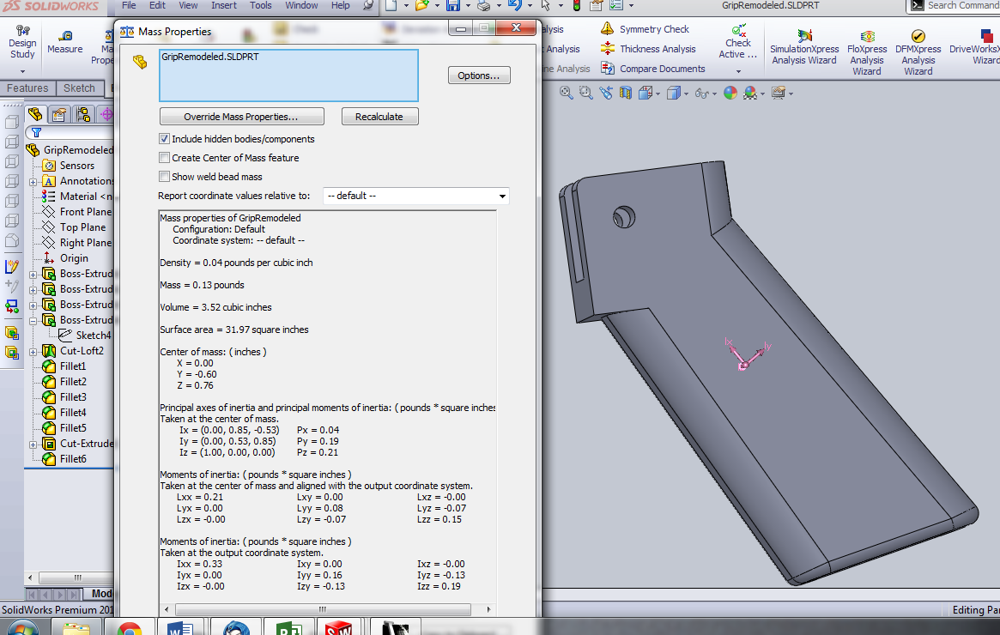 SOLIDWORKS File Edit View Insert Tools Window Help GripRemodeled.SLDPRT Search Command
Mass Properties
Design Study
Measure
Symmetry Check
Thickness Analysis
Compare Documents
Check Active ...
SimulationXpress Analysis Wizard
FloXpress Analysis Wizard
DFMXpress Analysis Wizard
DriveWorks
Wizard
Analysis
Features Sketch
GripRemodeled.SLDPRT
Options...
Override Mass Properties...
Recalculate
Include hidden bodies/components
Create Center of Mass feature
Show weld bead mass
Report coordinate values relative to: -- default --
GripRemodeled
Sensors
Annotations
Material <n
Front Plane
Top Plane
Right Plane
Origin
Boss-Extrud
Boss-Extrud
Boss-Extrud
Boss-Extrud
Sketch4
Cut-Loft2
Fillet1
Fillet2
Fillet3
Fillet4
Fillet5
Cut-Extrude
Fillet6
Mass properties of GripRemodeled
Configuration: Default
Coordinate system: -- default --
Density = 0.04 pounds per cubic inch
Mass = 0.13 pounds
Volume = 3.52 cubic inches
Surface area = 31.97 square inches
Center of mass: ( inches )
X = 0.00
Y = -0.60
Z = 0.76
Principal axes of inertia and principal moments of inertia: ( pounds * square inches
Taken at the center of mass.
Ix = (0.00, 0.85, -0.53) Px = 0.04
Iy = (0.00, 0.53, 0.85) Py = 0.19
Iz = (1.00, 0.00, 0.00) Pz = 0.21
Moments of inertia: ( pounds * square inches )
Taken at the center of mass and aligned with the output coordinate system.
Lxx = 0.21 Lxy = 0.00 Lxz = -0.00
Lyx = 0.00 Lyy = 0.08 Lyz = -0.07
Lzx = -0.00 Lzy = -0.07 Lzz = 0.15
Moments of inertia: ( pounds * square inches )
Taken at the output coordinate system.
Ixx = 0.33 Ixy = 0.00 Ixz = -0.00
Iyx = 0.00 Iyy = 0.16 Iyz = -0.13
Izx = -0.00 Izy = -0.13 Izz = 0.19
Ix Iy
Mod
SolidWorks Premium 201
Editing Par